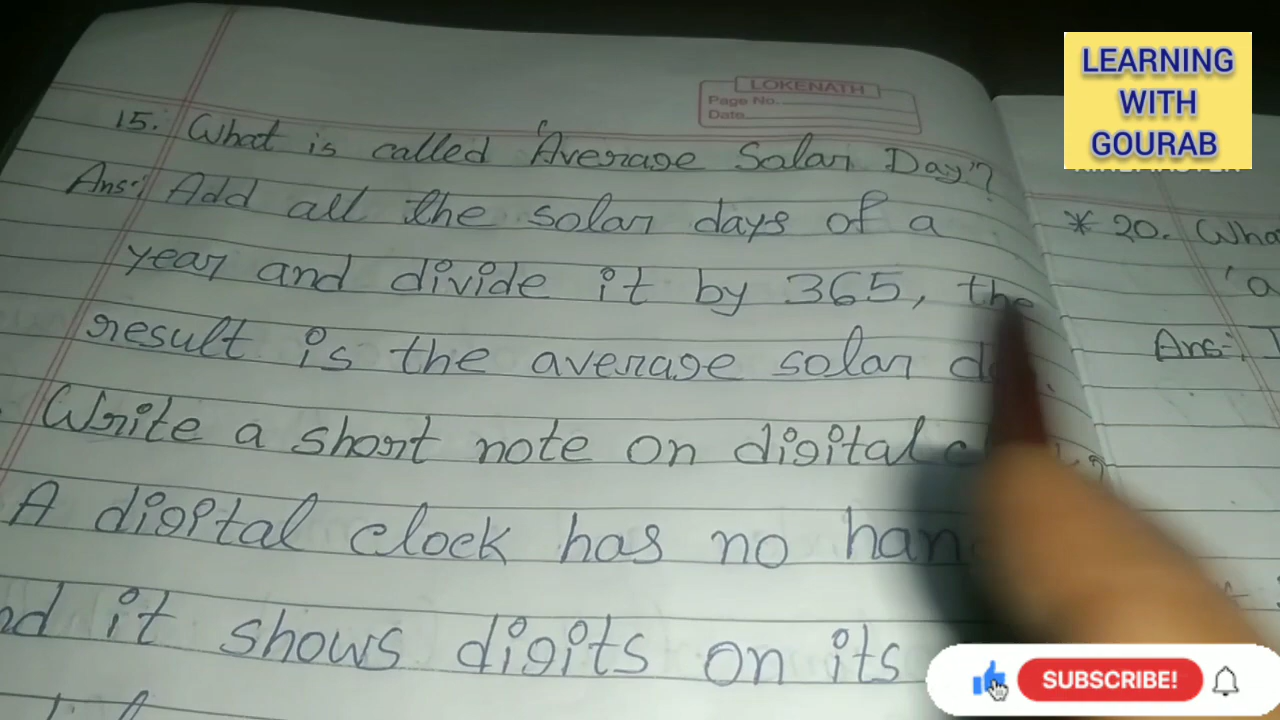 LOKENATH
Page No.
Date
15. What is called 'Average Solar Day'?
Ans:- Add all the solar days of a
year and divide it by 365, the
result is the average solar
Write a short note on digital
A digital clock has no
it shows digits on its
* 20.
Ans:-
LEARNING
WITH
GOURAB
SUBSCRIBE!